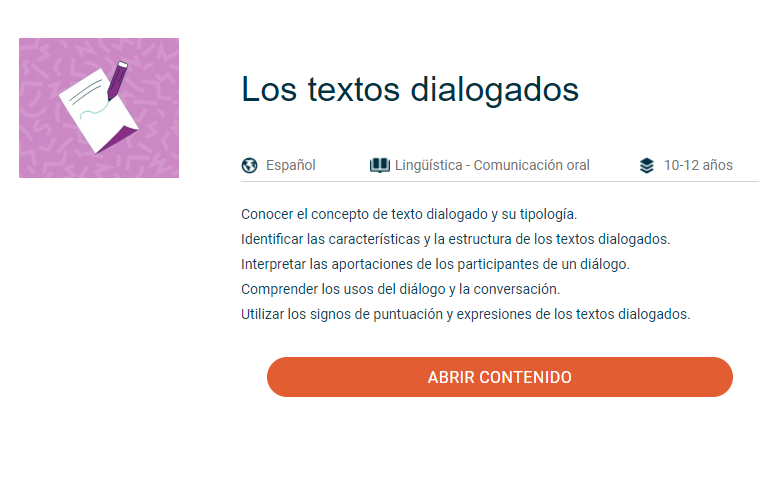 Los textos dialogados
Español
Lingüística - Comunicación oral
10-12 años
Conocer el concepto de texto dialogado y su tipología.
Identificar las características y la estructura de los textos dialogados.
Interpretar las aportaciones de los participantes de un diálogo.
Comprender los usos del diálogo y la conversación.
Utilizar los signos de puntuación y expresiones de los textos dialogados.
ABRIR CONTENIDO